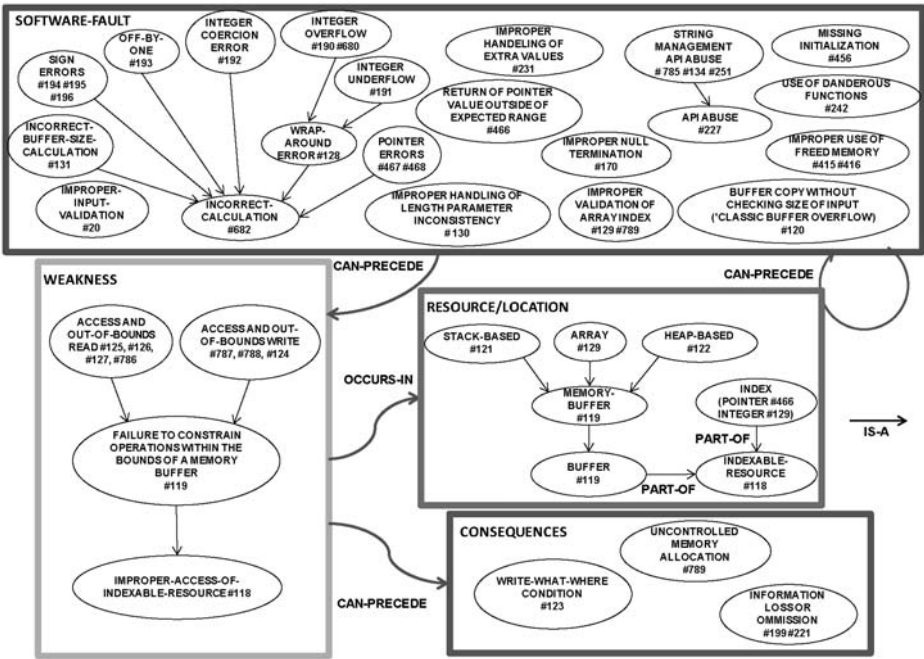 SOFTWARE-FAULT
SIGN
ERRORS
#194 #195
#196
OFF-BY-
ONE
#193
INTEGER
COERCION
ERROR
#192
INTEGER
OVERFLOW
#190 #680
INTEGER
UNDERFLOW
#191
INCORRECT-
BUFFER-SIZE-
CALCULATION
#131
WRAP-
AROUND
ERROR #128
POINTER
ERRORS
#467 #468
IMPROPER-
INPUT-
VALIDATION
#20
INCORRECT-
CALCULATION
#682
IMPROPER
HANDELING OF
EXTRA VALUES
#231
RETURN OF POINTER
VALUE OUTSIDE OF
EXPECTED RANGE
#466
STRING
MANAGEMENT
API ABUSE
# 785 #134 #251
API ABUSE
#227
MISSING
INITIALIZATION
#456
USE OF DANDEROUS
FUNCTIONS
#242
IMPROPER NULL
TERMINATION
#170
IMPROPER USE OF
FREED MEMORY
#415 #416
IMPROPER HANDLING OF
LENGTH PARAMETER
INCONSISTENCY
#130
IMPROPER
VALIDATION OF
ARRAY INDEX
#129 #789
BUFFER COPY WITHOUT
CHECKING SIZE OF INPUT
('CLASSIC BUFFER OVERFLOW)
#120
CAN-PRECEDE
CAN-PRECEDE
WEAKNESS
ACCESS AND
OUT-OF-BOUNDS
READ #125, #126,
#127, #786
ACCESS AND OUT-
OF-BOUNDS WRITE
#787, #788, #124
FAILURE TO CONSTRAIN
OPERATIONS WITHIN THE
BOUNDS OF A MEMORY
BUFFER
#119
IMPROPER-ACCESS-OF-
INDEXABLE-RESOURCE #118
OCCURS-IN
RESOURCE/LOCATION
STACK-BASED
#121
ARRAY
#129
HEAP-BASED
#122
MEMORY-
BUFFER
#119
INDEX
(POINTER #466
INTEGER #129)
PART-OF
BUFFER
#119
PART-OF
INDEXABLE-
RESOURCE
#118
IS-A
CAN-PRECEDE
CONSEQUENCES
UNCONTROLLED
MEMORY
ALLOCATION
#789
WRITE-WHAT-WHERE
CONDITION
#123
INFORMATION
LOSS OR
OMMISSION
#199 #221